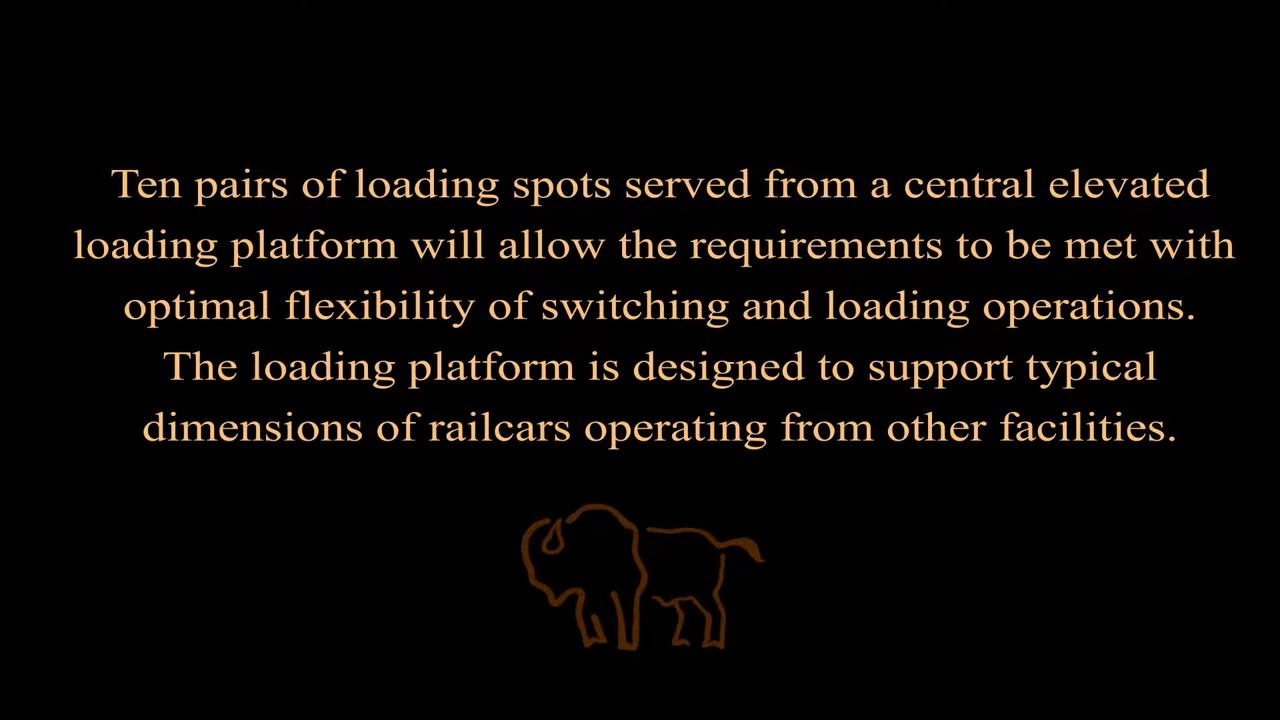 Ten pairs of loading spots served from a central elevated
loading platform will allow the requirements to be met with
optimal flexibility of switching and loading operations.
The loading platform is designed to support typical
dimensions of railcars operating from other facilities.